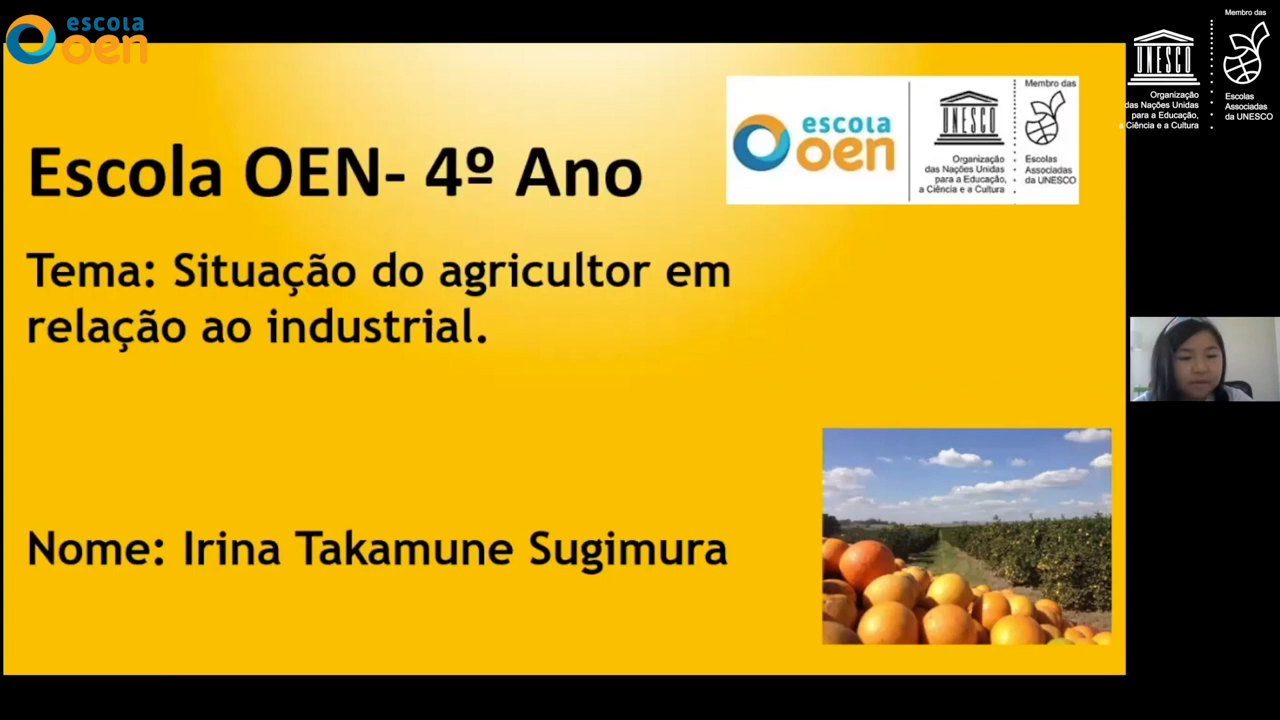 escola
oen
Membro das
UNESCO
Organização
das Nações Unidas
para a Educação,
a Ciência e a Cultura
Escolas
Associadas
da UNESCO
escola
oen
Membro das
UNESCO
Organização
das Nações Unidas
para a Educação,
a Ciência e a Cultura
Escolas
Associadas
da UNESCO
Escola OEN- 4º Ano
Tema: Situação do agricultor em
relação ao industrial.
Nome: Irina Takamune Sugimura